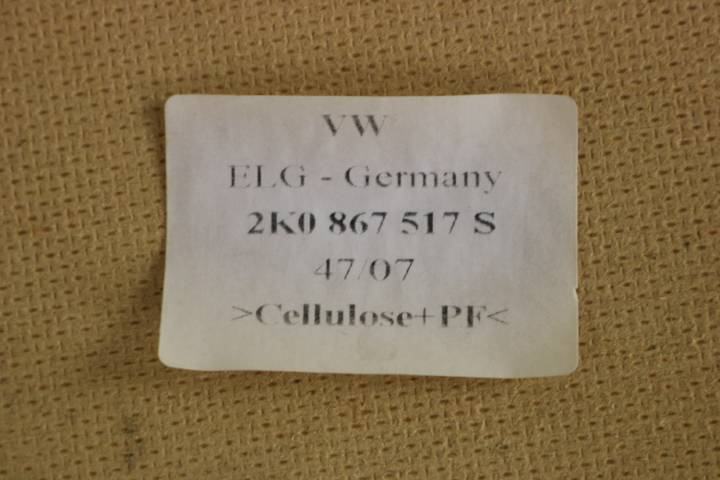 VW
ELG - Germany
2K0 867 517 S
47/07
>Cellulose+PF<